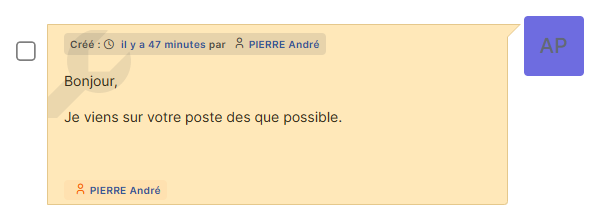 Créé : il y a 47 minutes par PIERRE André
AP
Bonjour,
Je viens sur votre poste des que possible.
PIERRE André